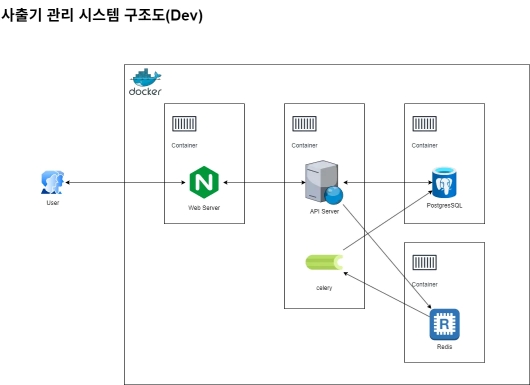 사출기 관리 시스템 구조도(Dev)
docker
Container
Container
Container
User
Web Server
API Server
PostgresSQL
celery
Container
R
Redis